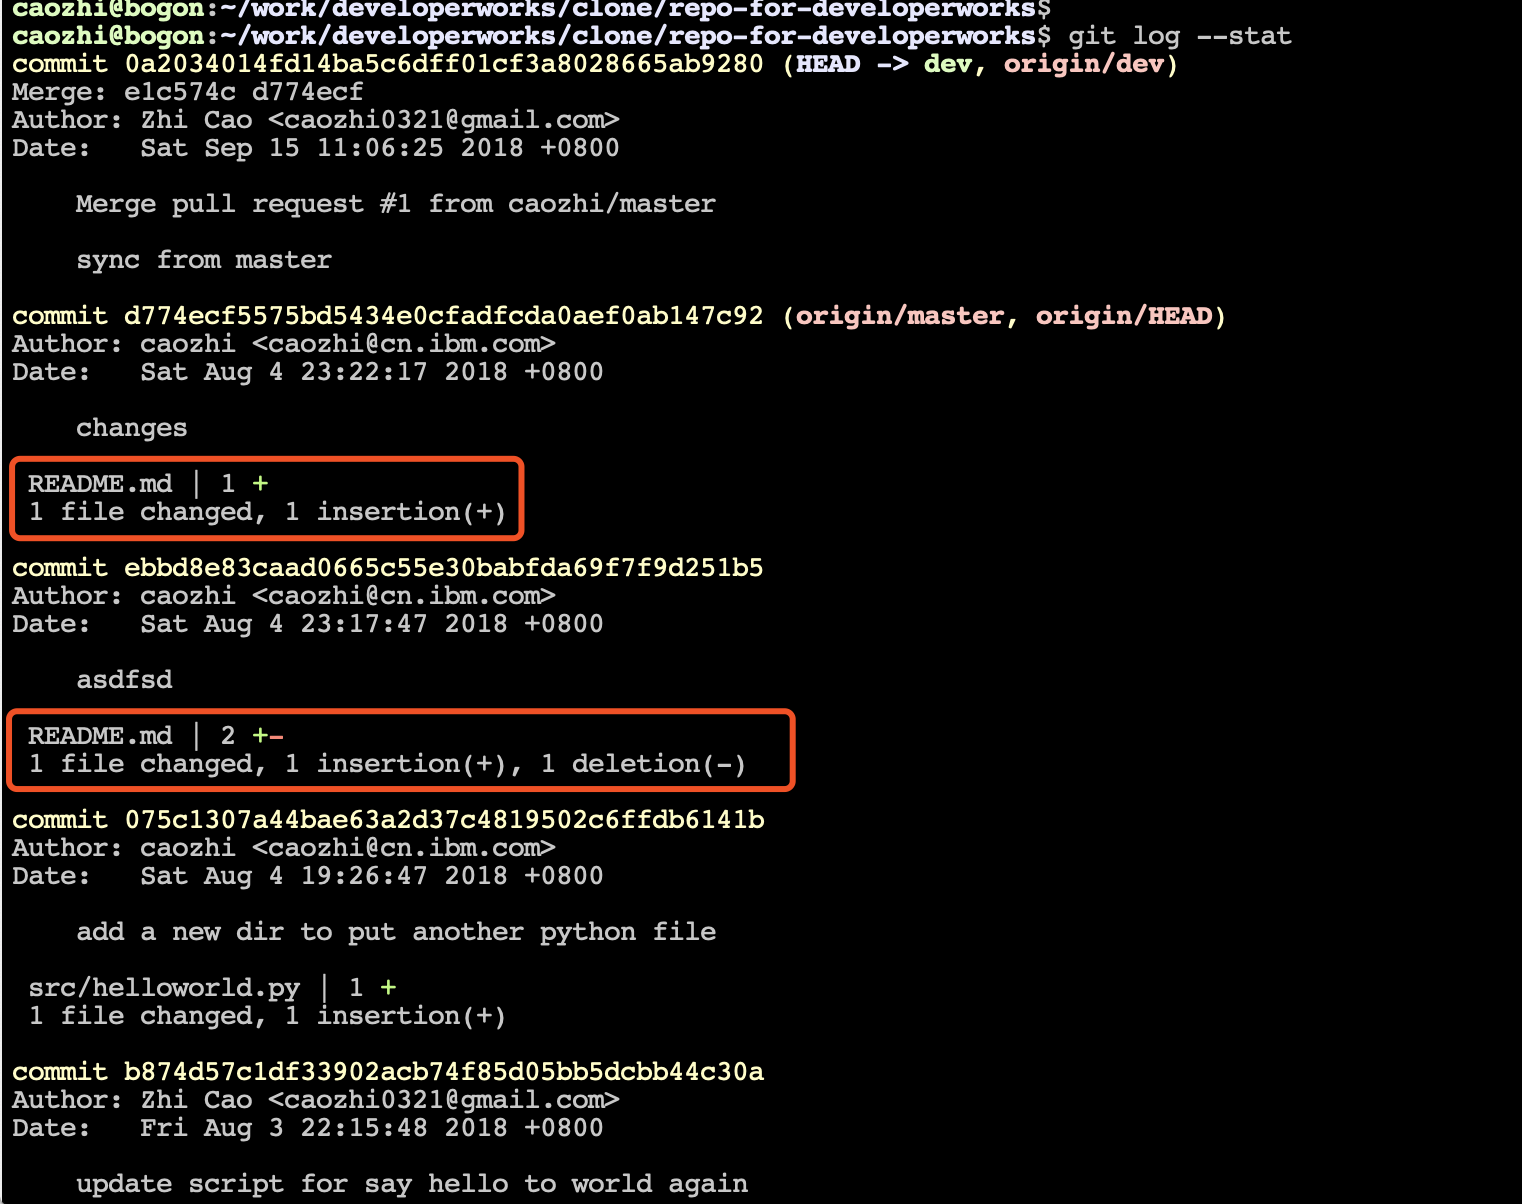 caozhi@bogon:~/work/developerworks/clone/repo-for-developerworks$
caozhi@bogon:~/work/developerworks/clone/repo-for-developerworks$ git log --stat
commit 0a2034014fd14ba5c6dff01cf3a8028665ab9280 (HEAD -> dev, origin/dev)
Merge: e1c574c d774ecf
Author: Zhi Cao <caozhi0321@gmail.com>
Date:   Sat Sep 15 11:06:25 2018 +0800

    Merge pull request #1 from caozhi/master

    sync from master

commit d774ecf5575bd5434e0cfadfcda0aef0ab147c92 (origin/master, origin/HEAD)
Author: caozhi <caozhi@cn.ibm.com>
Date:   Sat Aug 4 23:22:17 2018 +0800

    changes

 README.md | 1 +
 1 file changed, 1 insertion(+)

commit ebbd8e83caad0665c55e30babfda69f7f9d251b5
Author: caozhi <caozhi@cn.ibm.com>
Date:   Sat Aug 4 23:17:47 2018 +0800

    asdfsd

 README.md | 2 +-
 1 file changed, 1 insertion(+), 1 deletion(-)

commit 075c1307a44bae63a2d37c4819502c6ffdb6141b
Author: caozhi <caozhi@cn.ibm.com>
Date:   Sat Aug 4 19:26:47 2018 +0800

    add a new dir to put another python file

 src/helloworld.py | 1 +
 1 file changed, 1 insertion(+)

commit b874d57c1df33902acb74f85d05bb5dcbb44c30a
Author: Zhi Cao <caozhi0321@gmail.com>
Date:   Fri Aug 3 22:15:48 2018 +0800

    update script for say hello to world again